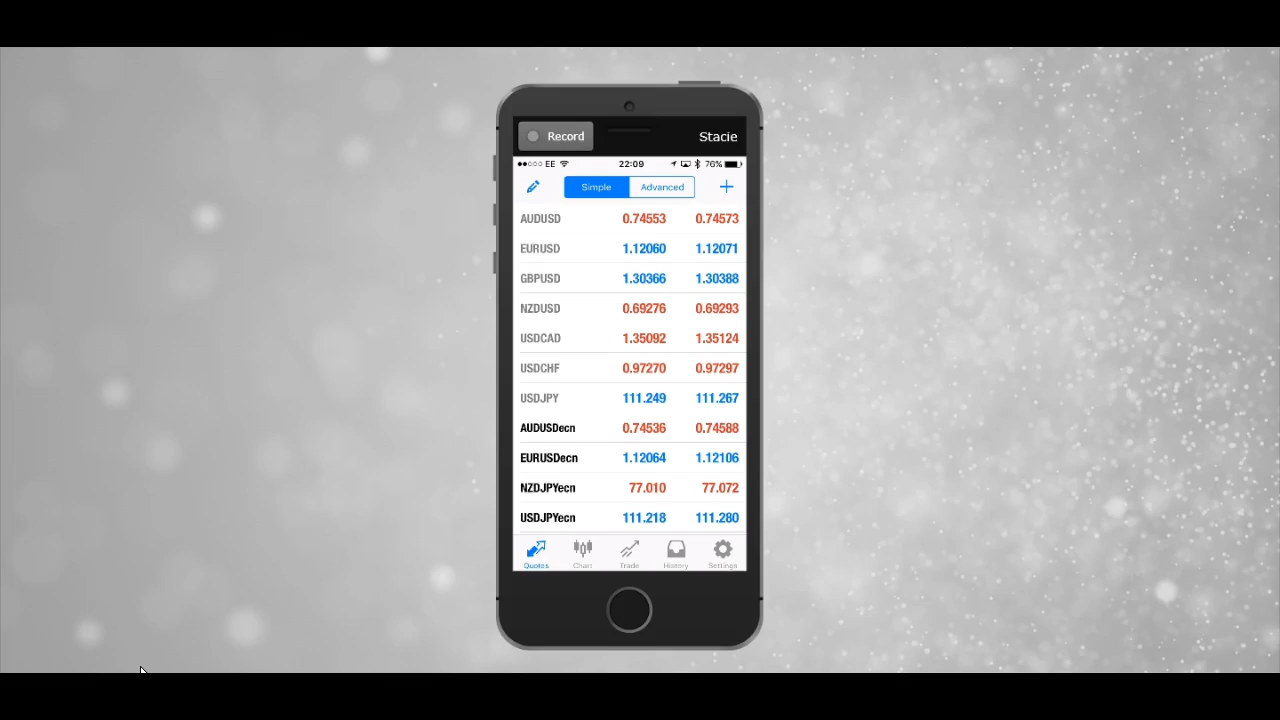 Record Stacie
EE 22:09 76%
Simple Advanced
AUDUSD 0.74553 0.74573
EURUSD 1.12060 1.12071
GBPUSD 1.30366 1.30388
NZDUSD 0.69276 0.69293
USDCAD 1.35092 1.35124
USDCHF 0.97270 0.97297
USDJPY 111.249 111.267
AUDUSDecn 0.74536 0.74588
EURUSDecn 1.12064 1.12106
NZDJPYecn 77.010 77.072
USDJPYecn 111.218 111.280
Quotes Chart Trade History Settings